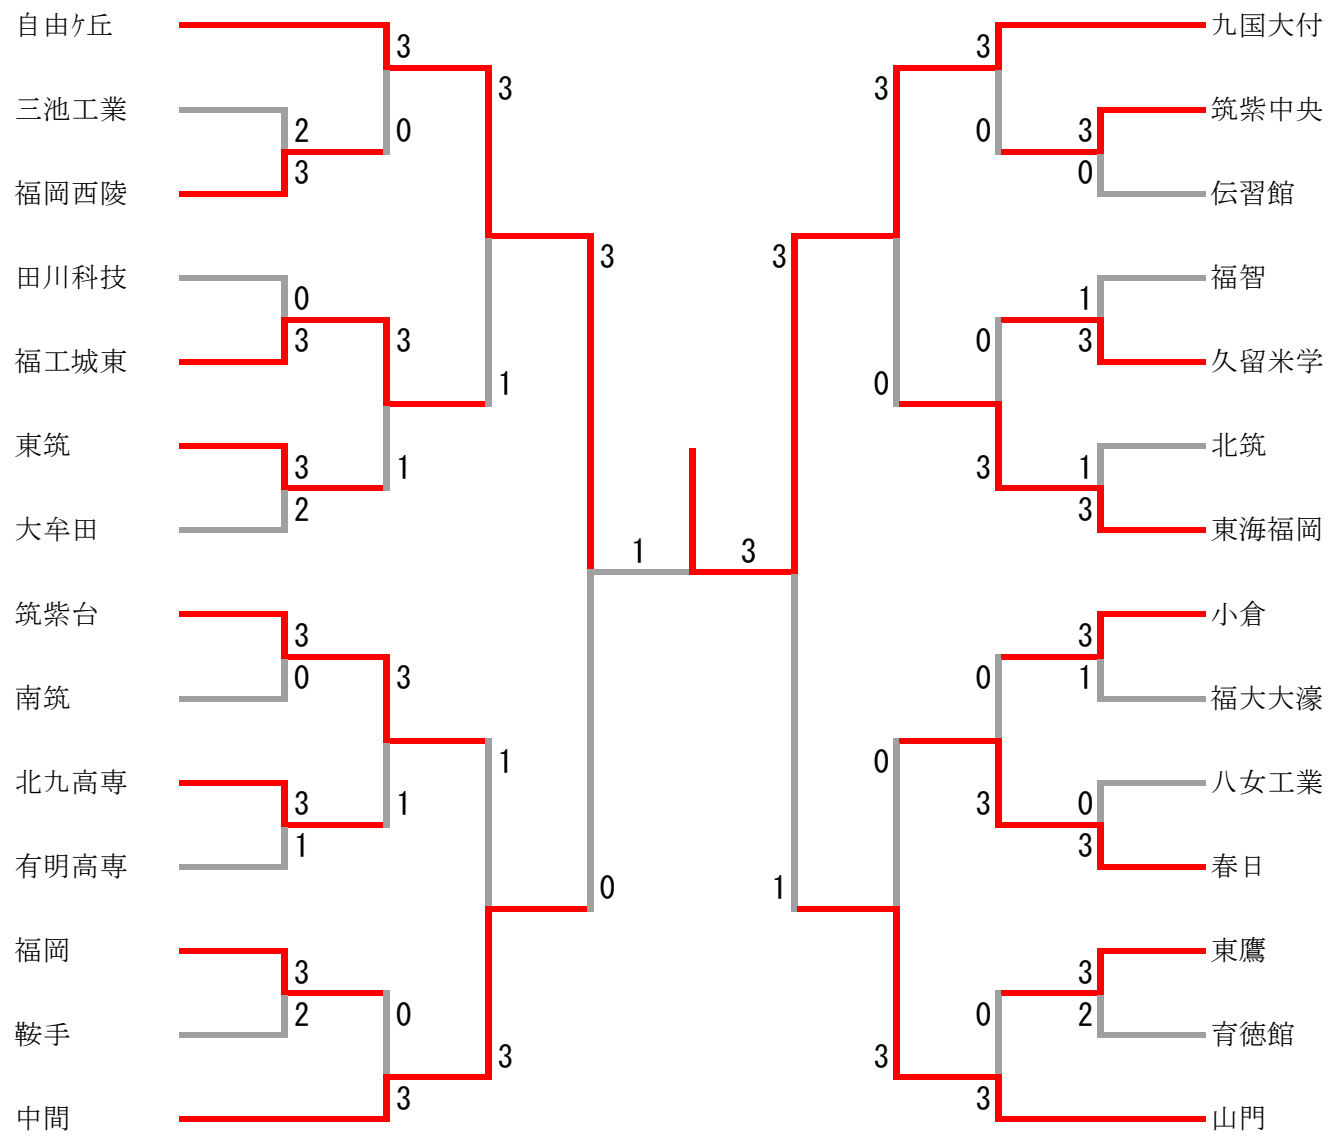 自由ケ丘
3
3
九国大付
3
3
三池工業
2
0
0
3
筑紫中央
3
0
福岡西陵
伝習館
3
3
田川科技
0
1
福智
3
3
0
3
福工城東
久留米学
1
0
東筑
3
1
3
1
北筑
2
3
大牟田
東海福岡
1
3
筑紫台
3
3
小倉
0
3
0
1
南筑
福大大濠
1
0
北九高専
3
1
3
0
八女工業
1
3
有明高専
春日
0
1
福岡
3
3
東鷹
2
0
0
2
鞍手
育徳館
3
3
3
3
中間
山門